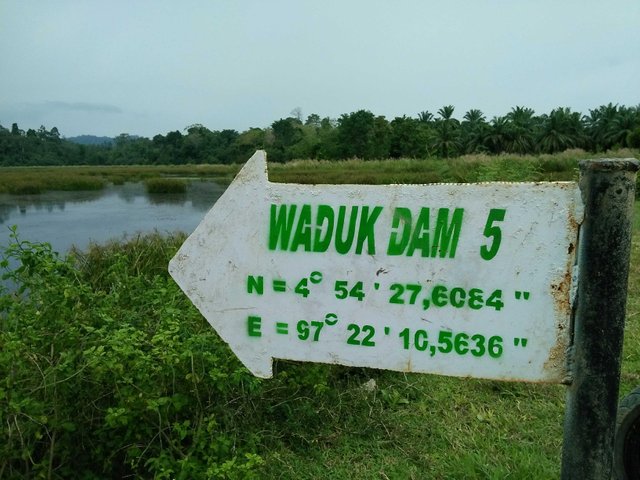 WADUK DAM 5
N = 4° 54 ' 27,6084 "
E = 97° 22 ' 10,5636 "